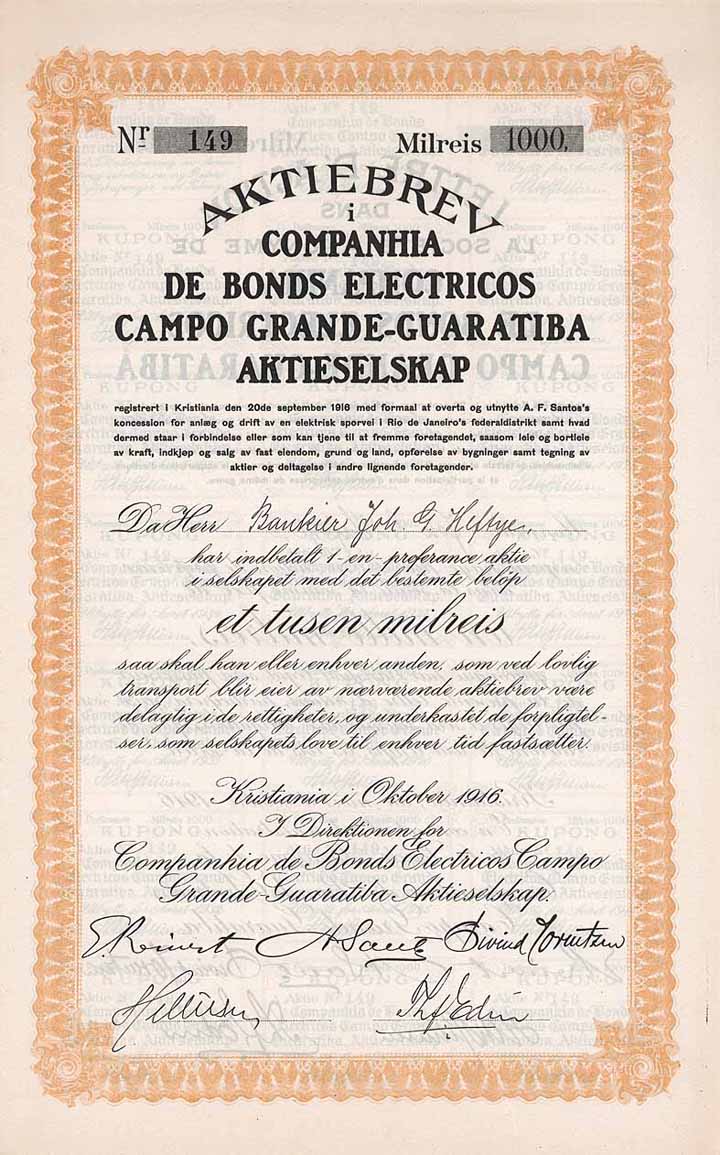 Nr 149 Milreis 1000,
AKTIEBREV
i
COMPANHIA
DE BONDS ELECTRICOS
CAMPO GRANDE-GUARATIBA
AKTIESELSKAP
registrert i Kristiania den 20de september 1916 med formaal at overta og utnytte A. F. Santos's
koncession for anlæg og drift av en elektrisk sporvei i Rio de Janeiro's federaldistrikt samt hvad
dermed staar i forbindelse eller som kan tjene til at fremme foretagendet, saasom leie og bortleie
av kraft, indkjøp og salg av fast eiendom, grund og land, opførelse av bygninger samt tegning av
aktier og deltagelse i andre lignende foretagender.
Da Herr Bankier Joh. G. Heftye,
har indbetalt 1-en-preferance aktie
i selskapet med det bestemte beløp
et tusen milreis
saa skal han eller enhver anden, som ved lovlig
transport blir eier av nærværende aktiebrev være
delagtig i de rettigheter, og underkastet de forpligtel-
ser, som selskapets love til enhver tid fastsætter.
Kristiania i Oktober 1916.
I Direktionen for
Companhia de Bonds Electricos Campo
Grande-Guaratiba Aktieselskap.